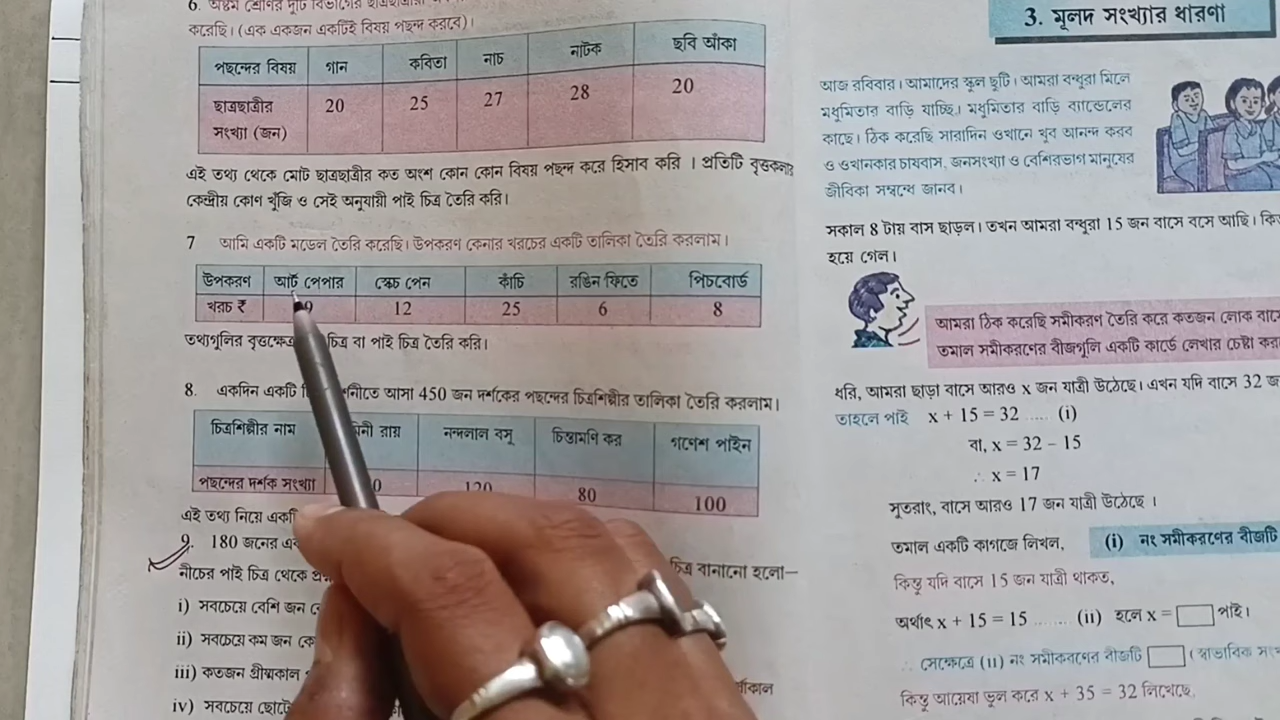 6. অষ্টম শ্রেণির দুটি বিভাগের
করেছি। (এক একজন একটিই বিষয় পছন্দ করবে)।
পছন্দের বিষয় গান কবিতা নাচ নাটক ছবি আঁকা
ছাত্রছাত্রীর সংখ্যা (জন) 20 25 27 28 20
এই তথ্য থেকে মোট ছাত্রছাত্রীর কত অংশ কোন কোন বিষয় পছন্দ করে হিসাব করি । প্রতিটি বৃত্তকলার
কেন্দ্রীয় কোণ খুঁজি ও সেই অনুযায়ী পাই চিত্র তৈরি করি।
7 আমি একটি মডেল তৈরি করেছি। উপকরণ কেনার খরচের একটি তালিকা তৈরি করলাম।
উপকরণ আর্ট পেপার স্কেচ পেন কাঁচি রঙিন ফিতে পিচবোর্ড
খরচ ₹ 12 25 6 8
তথ্যগুলির চিত্র বা পাই চিত্র তৈরি করি।
8. একদিন একটি আসা 450 জন দর্শকের পছন্দের চিত্রশিল্পীর তালিকা তৈরি করলাম।
চিত্রশিল্পীর নাম রায় নন্দলাল বসু চিন্তামণি কর গণেশ পাইন
পছন্দের দর্শক সংখ্যা 120 80 100
এই তথ্য নিয়ে
9. 180 জনের চিত্র বানানো হলো—
নীচের পাই চিত্র থেকে
i) সবচেয়ে বেশি জন
ii) সবচেয়ে কম জন
iii) কতজন গ্রীষ্মকাল
iv) সবচেয়ে
3. মূলদ সংখ্যার ধারণা
আজ রবিবার। আমাদের স্কুল ছুটি। আমরা বন্ধুরা মিলে
মধুমিতার বাড়ি যাচ্ছি। মধুমিতার বাড়ি ব্যান্ডেলের
কাছে। ঠিক করেছি সারাদিন ওখানে খুব আনন্দ করব
ও ওখানকার চাষবাস, জনসংখ্যা ও বেশিরভাগ মানুষের
জীবিকা সম্বন্ধে জানব।
সকাল 8 টায় বাস ছাড়ল। তখন আমরা বন্ধুরা 15 জন বাসে বসে আছি।
হয়ে গেল।
আমরা ঠিক করেছি সমীকরণ তৈরি করে কতজন লোক
তমাল সমীকরণের বীজগুলি একটি কার্ডে লেখার চেষ্টা
ধরি, আমরা ছাড়া বাসে আরও x জন যাত্রী উঠেছে। এখন যদি বাসে 32
তাহলে পাই x + 15 = 32 ..... (i)
বা, x = 32 – 15
∴ x = 17
সুতরাং, বাসে আরও 17 জন যাত্রী উঠেছে ।
তমাল একটি কাগজে লিখল, (i) নং সমীকরণের বীজটি
কিন্তু যদি বাসে 15 জন যাত্রী থাকত,
অর্থাৎ x + 15 = 15 ........ (ii) হলে x = □ পাই।
∴ সেক্ষেত্রে (ii) নং সমীকরণের বীজটি □ (স্বাভাবিক
কিন্তু আয়েষা ভুল করে x + 35 = 32 লিখেছে,